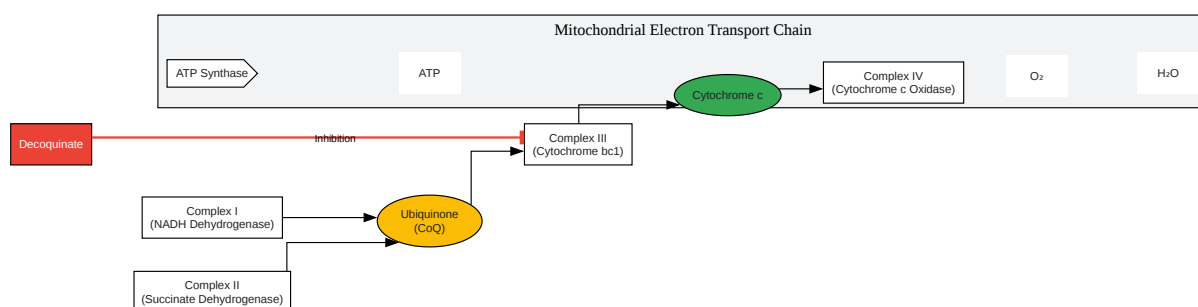 Mitochondrial Electron Transport Chain
ATP Synthase
ATP
Cytochrome c
Complex IV
(Cytochrome c Oxidase)
O₂
H₂O
Decoquinate
Inhibition
Complex III
(Cytochrome bc1)
Complex I
(NADH Dehydrogenase)
Ubiquinone
(CoQ)
Complex II
(Succinate Dehydrogenase)